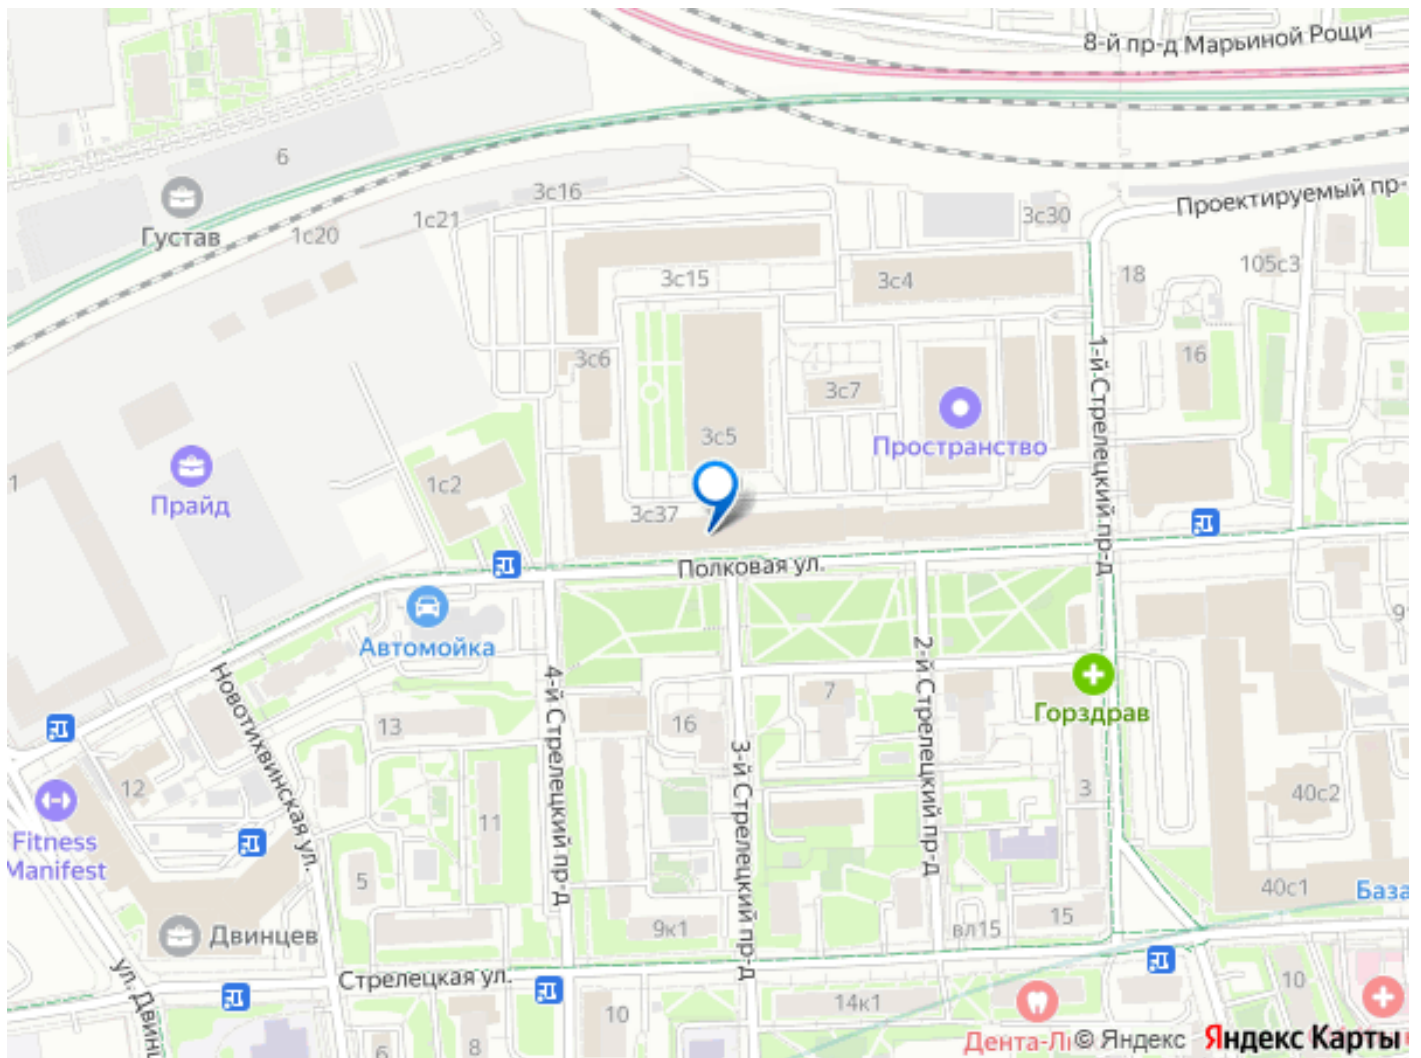 8-й пр-д Марьиной Рощи
6
Густав
1с20
1с21
3с16
3с30
Проектируемый пр-
3с15
3с4
18
105с3
3с6
3с7
16
1-й Стрелецкий пр-д
3с5
Пространство
1
Прайд
1с2
3с37
Полковая ул.
Автомойка
Новотихвинская ул.
4-й Стрелецкий пр-д
2-й Стрелецкий пр-д
7
Горздрав
13
16
3-й Стрелецкий пр-д
12
11
3
40с2
Fitness
Manifest
5
40с1
База
Двинцев
9к1
вл15
15
Стрелецкая ул.
ул. Двинц
10
14к1
10
6
8
Дента-Л
© Яндекс Яндекс Карты